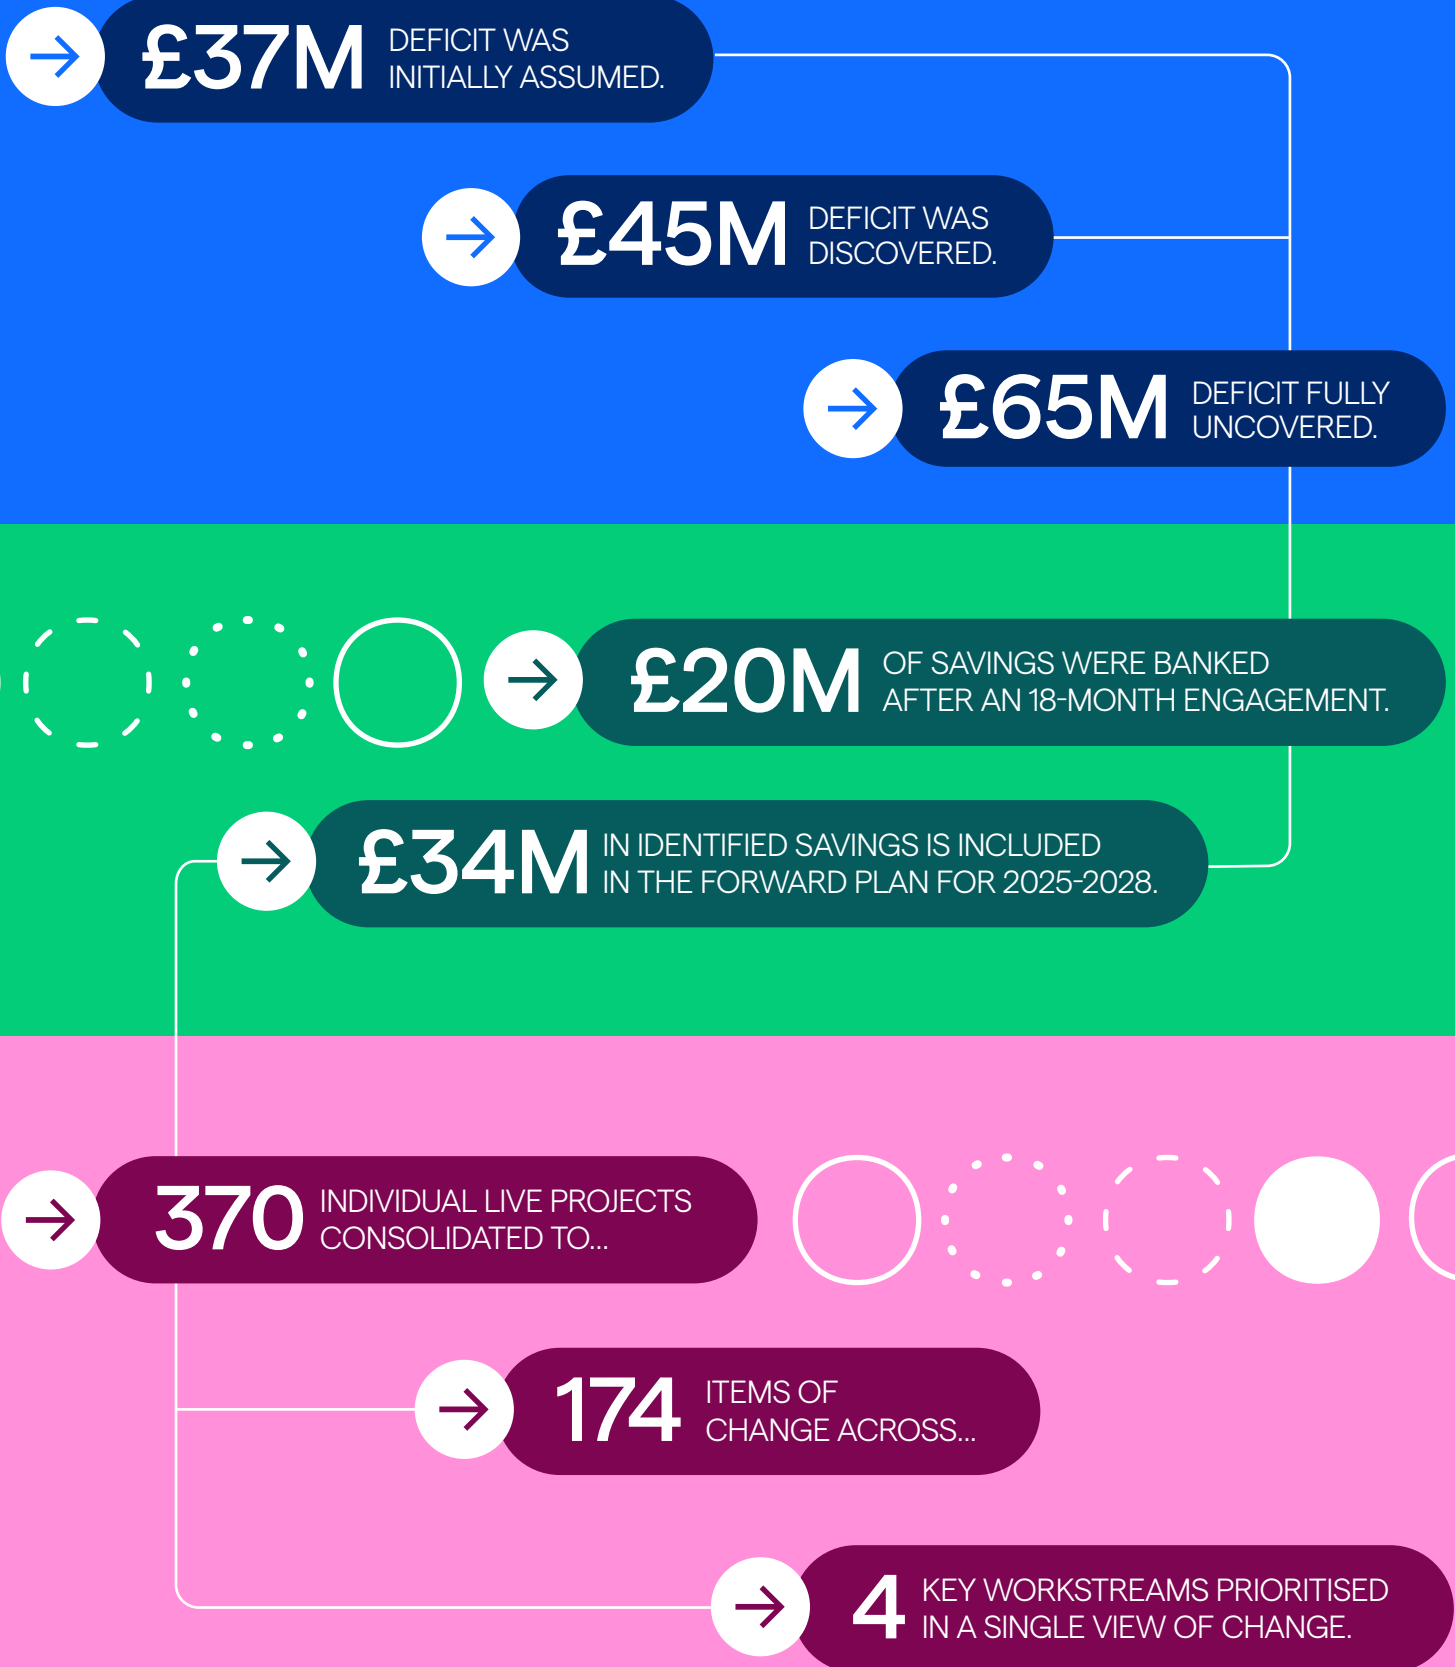 £37M DEFICIT WAS
INITIALLY ASSUMED.
£45M DEFICIT WAS
DISCOVERED.
£65M DEFICIT FULLY
UNCOVERED.
£20M OF SAVINGS WERE BANKED
AFTER AN 18-MONTH ENGAGEMENT.
£34M IN IDENTIFIED SAVINGS IS INCLUDED
IN THE FORWARD PLAN FOR 2025-2028.
370 INDIVIDUAL LIVE PROJECTS
CONSOLIDATED TO...
174 ITEMS OF
CHANGE ACROSS...
4 KEY WORKSTREAMS PRIORITISED
IN A SINGLE VIEW OF CHANGE.